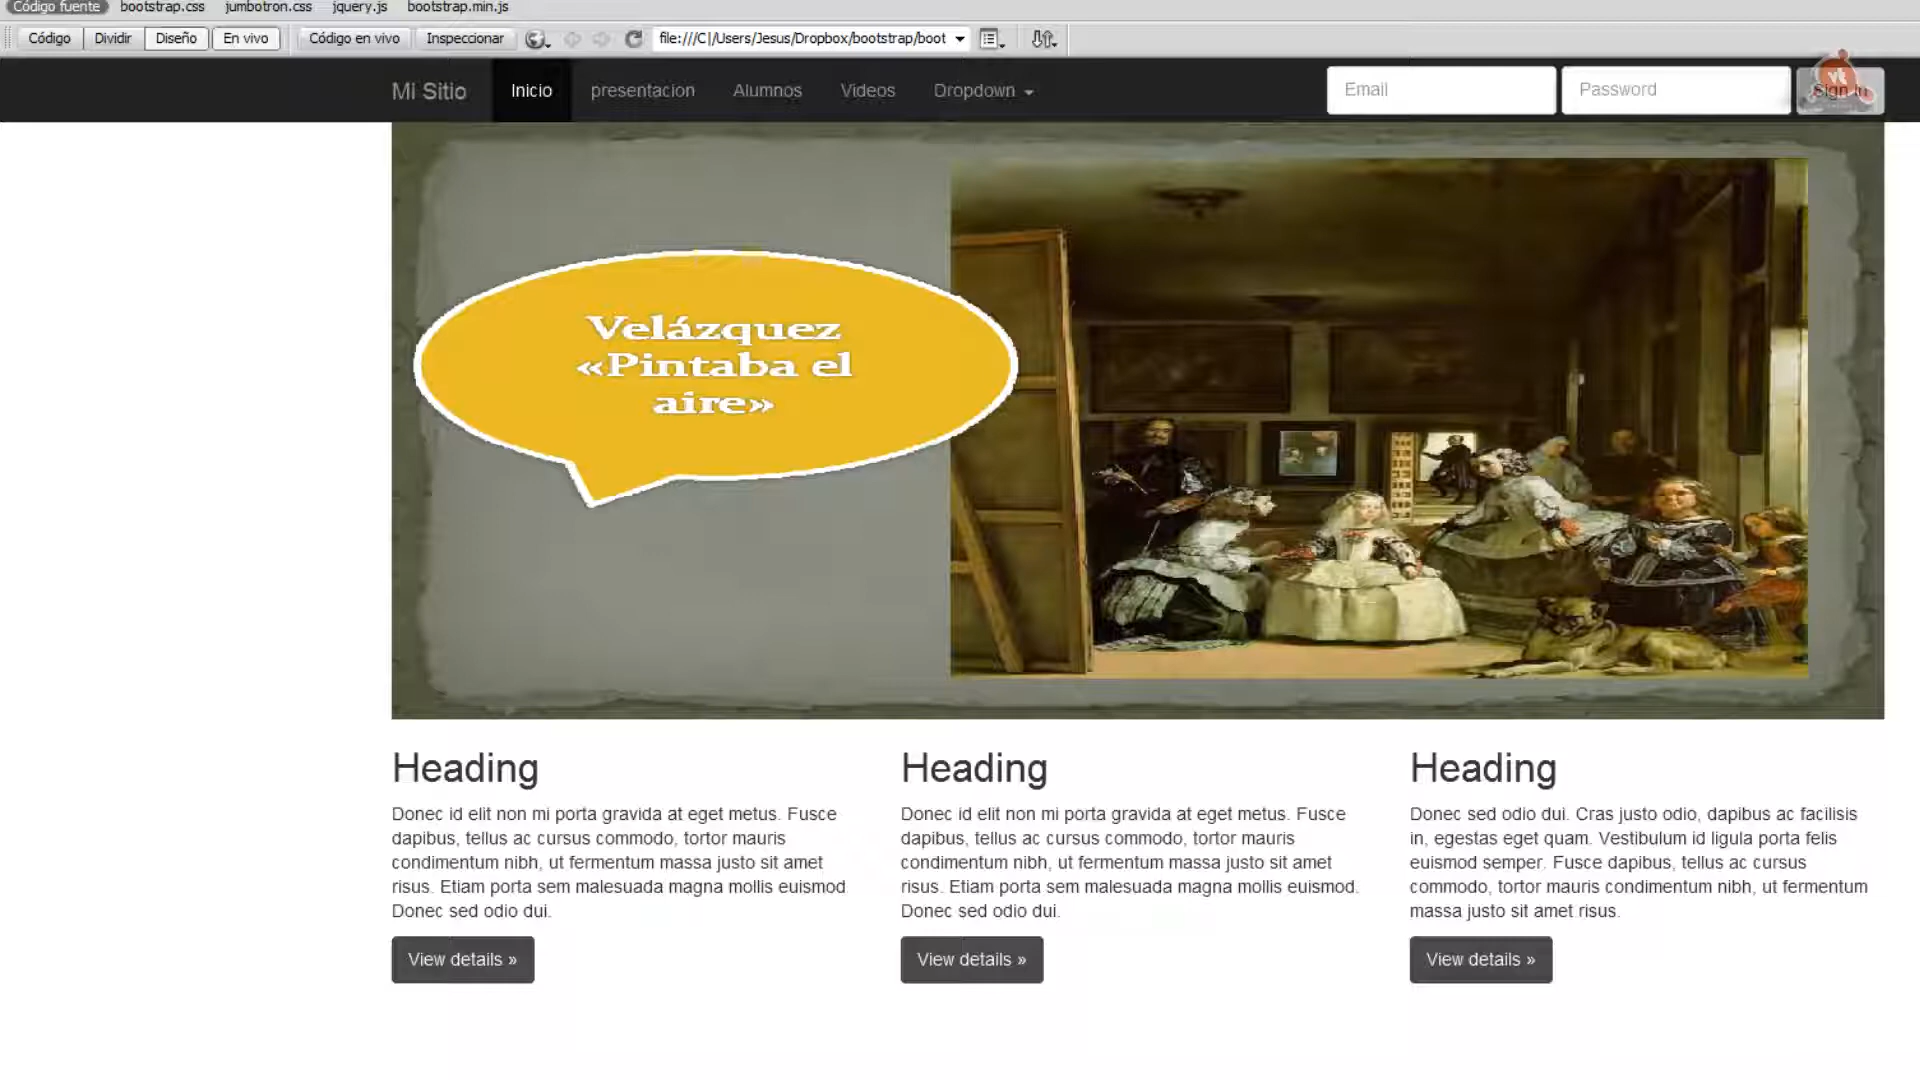 Código fuente bootstrap.css jumbotron.css jquery.js bootstrap.min.js
Código Dividir Diseño En vivo Código en vivo Inspeccionar file:///C|/Users/Jesus/Dropbox/bootstrap/boot
Mi Sitio Inicio presentacion Alumnos Videos Dropdown Email Password Sign in
Velázquez
«Pintaba el
aire»
Heading
Donec id elit non mi porta gravida at eget metus. Fusce
dapibus, tellus ac cursus commodo, tortor mauris
condimentum nibh, ut fermentum massa justo sit amet
risus. Etiam porta sem malesuada magna mollis euismod
Donec sed odio dui.
View details »
Heading
Donec id elit non mi porta gravida at eget metus. Fusce
dapibus, tellus ac cursus commodo, tortor mauris
condimentum nibh, ut fermentum massa justo sit amet
risus. Etiam porta sem malesuada magna mollis euismod.
Donec sed odio dui.
View details »
Heading
Donec sed odio dui. Cras justo odio, dapibus ac facilisis
in, egestas eget quam. Vestibulum id ligula porta felis
euismod semper. Fusce dapibus, tellus ac cursus
commodo, tortor mauris condimentum nibh, ut fermentum
massa justo sit amet risus.
View details »